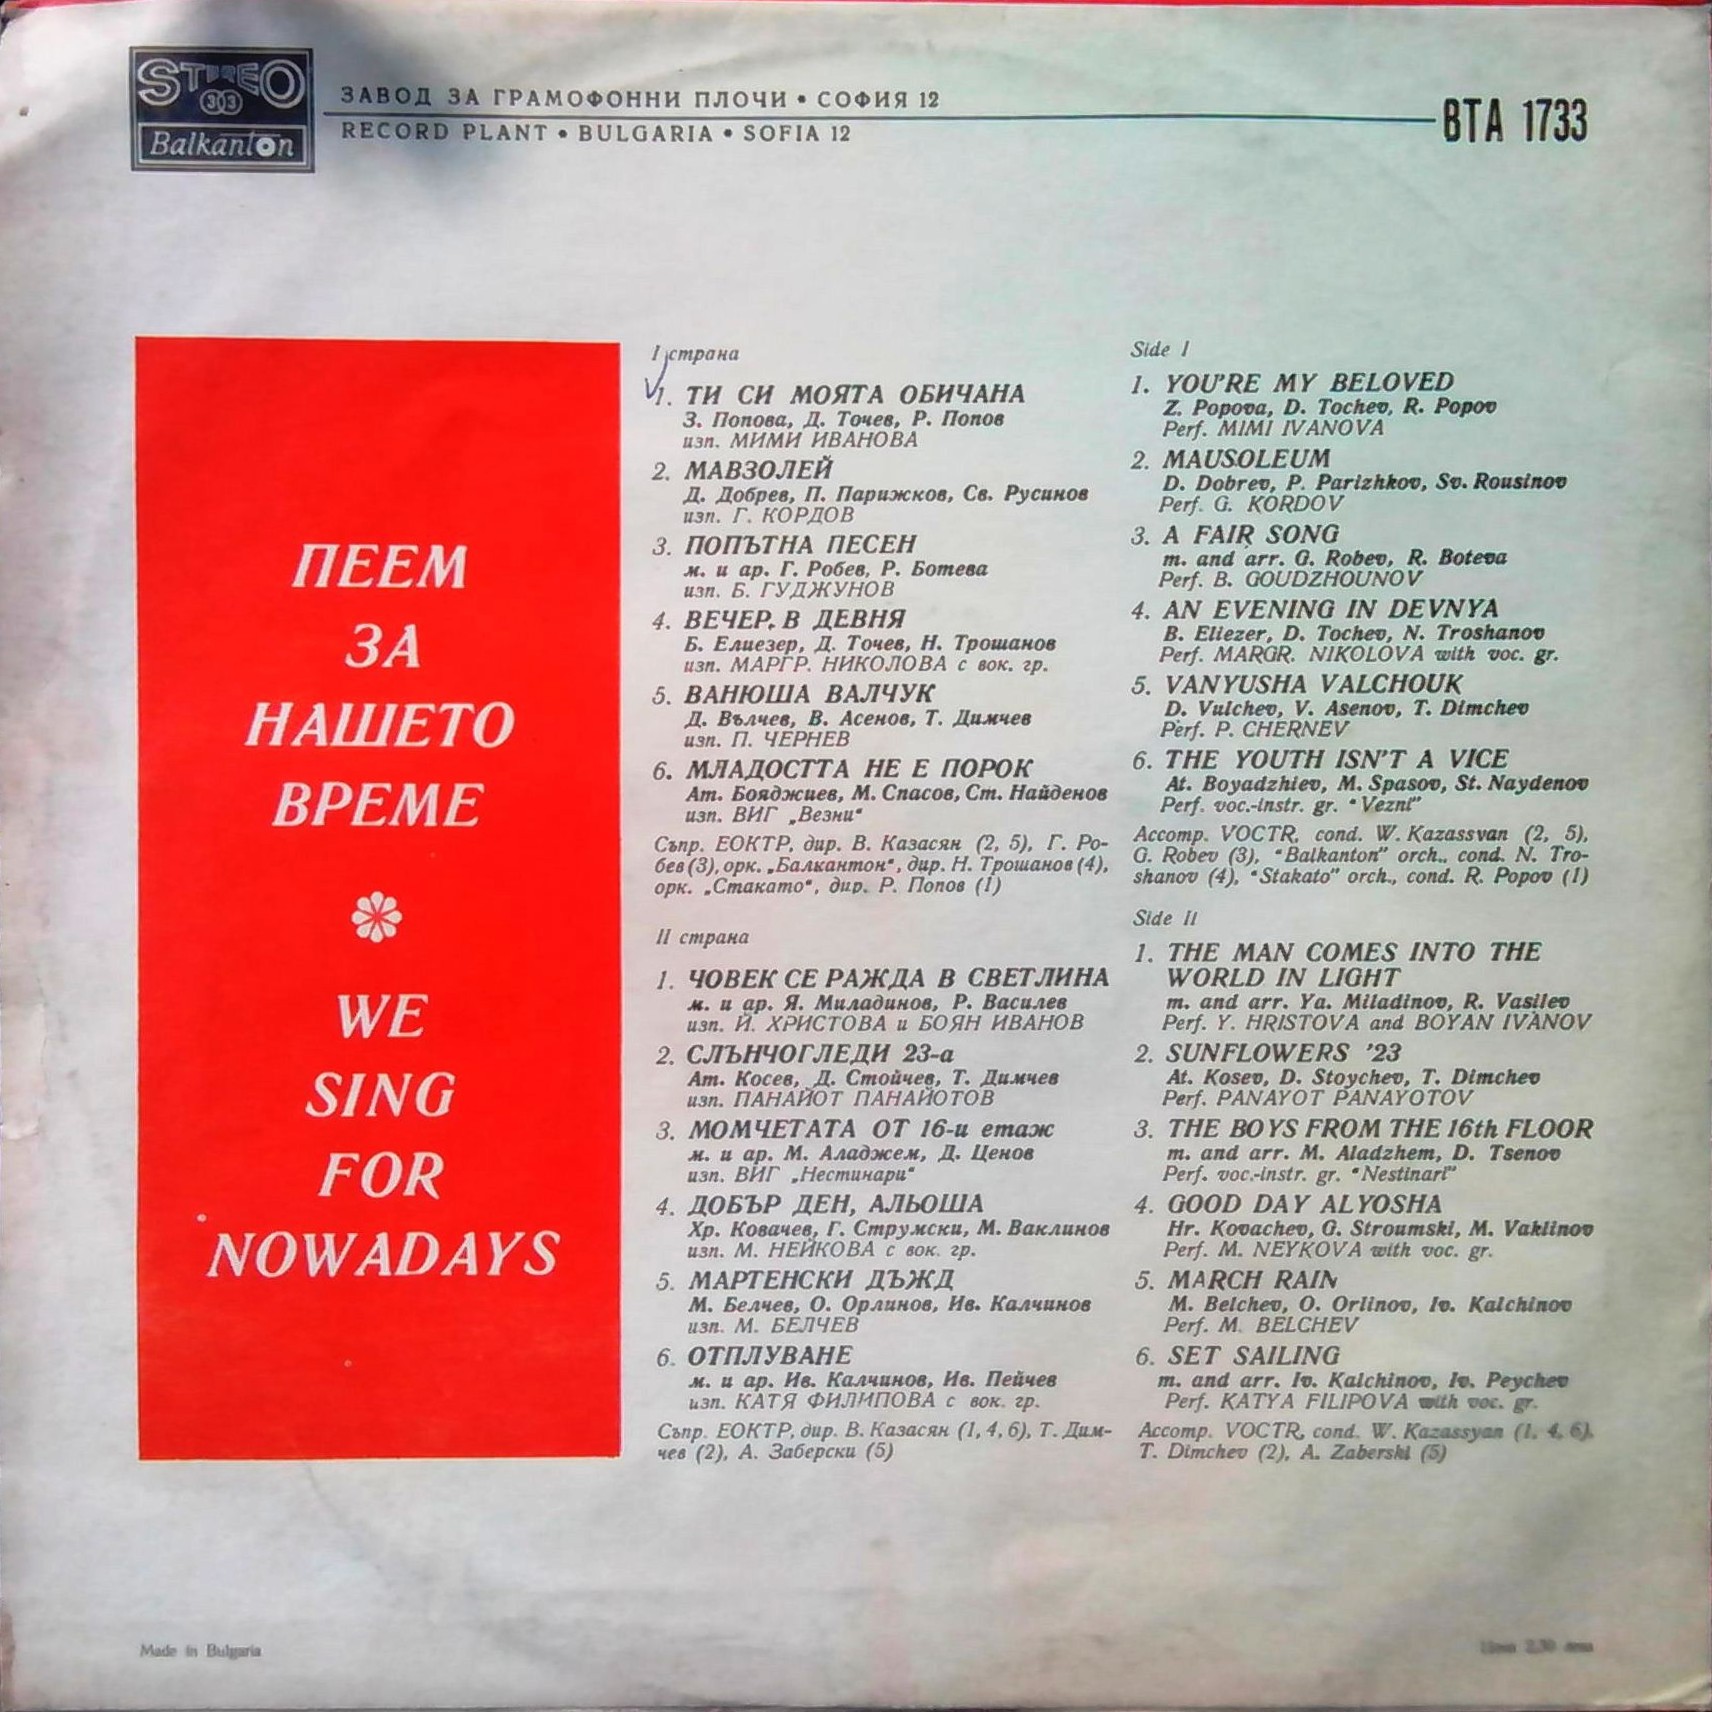 STEREO
33
Balkanton
ЗАВОД ЗА ГРАМОФОННИ ПЛОЧИ • СОФИЯ 12
RECORD PLANT • BULGARIA • SOFIA 12
ВТА 1733
ПЕЕМ
ЗА
НАШЕТО
ВРЕМЕ
WE
SING
FOR
NOWADAYS
I страна
1. ТИ СИ МОЯТА ОБИЧАНА
З. Попова, Д. Точев, Р. Попов
изп. МИМИ ИВАНОВА
2. МАВЗОЛЕЙ
Д. Добрев, П. Парижков, Св. Русинов
изп. Г. КОРДОВ
3. ПОПЪТНА ПЕСЕН
м. и ар. Г. Робев, Р. Ботева
изп. Б. ГУДЖУНОВ
4. ВЕЧЕР В ДЕВНЯ
Б. Елиезер, Д. Точев, Н. Трошанов
изп. МАРГР. НИКОЛОВА с вок. гр.
5. ВАНЮША ВАЛЧУК
Д. Вълчев, В. Асенов, Т. Димчев
изп. П. ЧЕРНЕВ
6. МЛАДОСТТА НЕ Е ПОРОК
Ат. Бояджиев, М. Спасов, Ст. Найденов
изп. ВИГ „Везни“
Съпр. ЕОКТР, дир. В. Казасян (2, 5), Г. Ро-
бев (3), орк. „Балкантон“, дир. Н. Трошанов (4),
орк. „Стакато“, дир. Р. Попов (1)
II страна
1. ЧОВЕК СЕ РАЖДА В СВЕТЛИНА
м. и ар. Я. Миладинов, Р. Василев
изп. Й. ХРИСТОВА и БОЯН ИВАНОВ
2. СЛЪНЧОГЛЕДИ 23-а
Ат. Косев, Д. Стойчев, Т. Димчев
изп. ПАНАЙОТ ПАНАЙОТОВ
3. МОМЧЕТАТА ОТ 16-и етаж
м. и ар. М. Аладжем, Д. Ценов
изп. ВИГ „Нестинари“
4. ДОБЪР ДЕН, АЛЬОША
Хр. Ковачев, Г. Струмски, М. Ваклинов
изп. М. НЕЙКОВА с вок. гр.
5. МАРТЕНСКИ ДЪЖД
М. Белчев, О. Орлинов, Ив. Калчинов
изп. М. БЕЛЧЕВ
6. ОТПЛУВАНЕ
м. и ар. Ив. Калчинов, Ив. Пейчев
изп. КАТЯ ФИЛИПОВА с вок. гр.
Съпр. ЕОКТР, дир. В. Казасян (1, 4, 6), Т. Дим-
чев (2), А. Заберски (5)
Side I
1. YOU'RE MY BELOVED
Z. Popova, D. Tochev, R. Popov
Perf. MIMI IVANOVA
2. MAUSOLEUM
D. Dobrev, P. Parizhkov, Sv. Rousinov
Perf. G. KORDOV
3. A FAIR SONG
m. and arr. G. Robev, R. Boteva
Perf. B. GOUDZHOUNOV
4. AN EVENING IN DEVNYA
B. Eliezer, D. Tochev, N. Troshanov
Perf. MARGR. NIKOLOVA with voc. gr.
5. VANYUSHA VALCHOUK
D. Vulchev, V. Asenov, T. Dimchev
Perf. P. CHERNEV
6. THE YOUTH ISN'T A VICE
At. Boyadzhiev, M. Spasov, St. Naydenov
Perf. voc.-instr. gr. "Vezni"
Accomp. VOCTR, cond. W. Kazassvan (2, 5),
G. Robev (3), "Balkanton" orch., cond. N. Tro-
shanov (4), "Stakato" orch., cond. R. Popov (1)
Side II
1. THE MAN COMES INTO THE
WORLD IN LIGHT
m. and arr. Ya. Miladinov, R. Vasilev
Perf. Y. HRISTOVA and BOYAN IVANOV
2. SUNFLOWERS '23
At. Kosev, D. Stoychev, T. Dimchev
Perf. PANAYOT PANAYOTOV
3. THE BOYS FROM THE 16th FLOOR
m. and arr. M. Aladzhem, D. Tsenov
Perf. voc.-instr. gr. "Nestinari"
4. GOOD DAY ALYOSHA
Hr. Kovachev, G. Stroumski, M. Vaklinov
Perf. M. NEYKOVA with voc. gr.
5. MARCH RAIN
M. Belchev, O. Orlinov, Iv. Kalchinov
Perf. M. BELCHEV
6. SET SAILING
m. and arr. Iv. Kalchinov, Iv. Peychev
Perf. KATYA FILIPOVA with voc. gr.
Accomp. VOCTR, cond. W. Kazassyan (1, 4, 6),
T. Dimchev (2), A. Zaberski (5)
Made in Bulgaria
Цена 2,30 лева